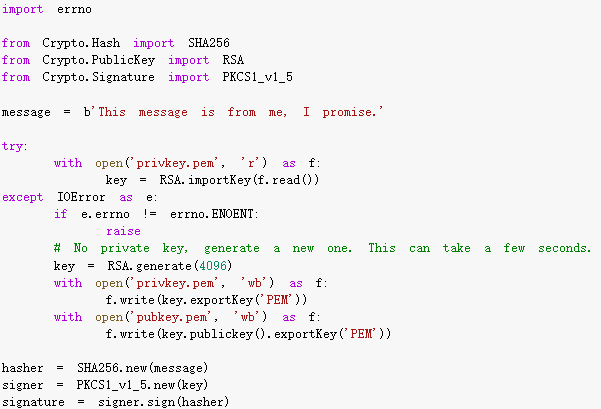 import errno
from Crypto.Hash import SHA256
from Crypto.PublicKey import RSA
from Crypto.Signature import PKCS1_v1_5
message = b'This message is from me, I promise.'
try:
with open('privkey.pem', 'r') as f:
key = RSA.importKey(f.read())
except IOError as e:
if e.errno != errno.ENOENT:
raise
# No private key, generate a new one. This can take a few seconds.
key = RSA.generate(4096)
with open('privkey.pem', 'wb') as f:
f.write(key.exportKey('PEM'))
with open('pubkey.pem', 'wb') as f:
f.write(key.publickey().exportKey('PEM'))
hasher = SHA256.new(message)
signer = PKCS1_v1_5.new(key)
signature = signer.sign(hasher)